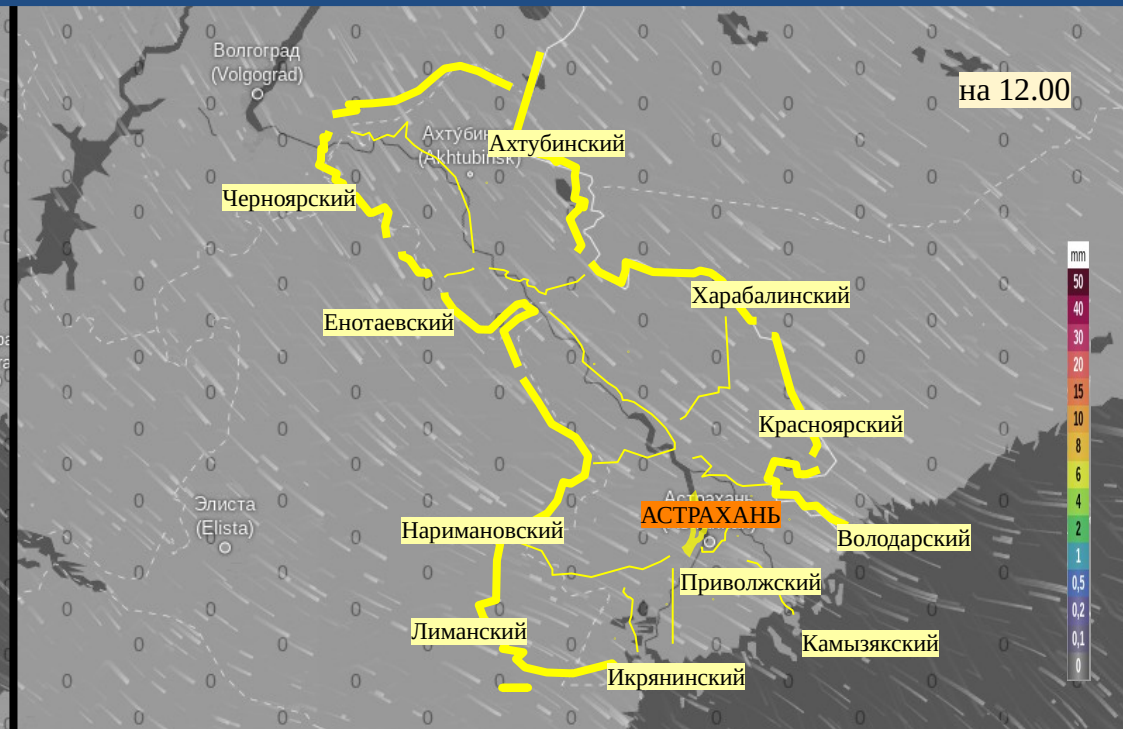 Волгоград
(Volgograd)
на 12.00
Ахтубинский
(Akhtubinsk)
Черноярский
Харабалинский
Енотаевский
Красноярский
Элиста
(Elista)
Астрахань
АСТРАХАНЬ
Наримановский
Володарский
Приволжский
Лиманский
Камызякский
Икрянинский
mm
50
40
30
20
15
10
8
6
4
2
1
0,5
0,2
0,1
0